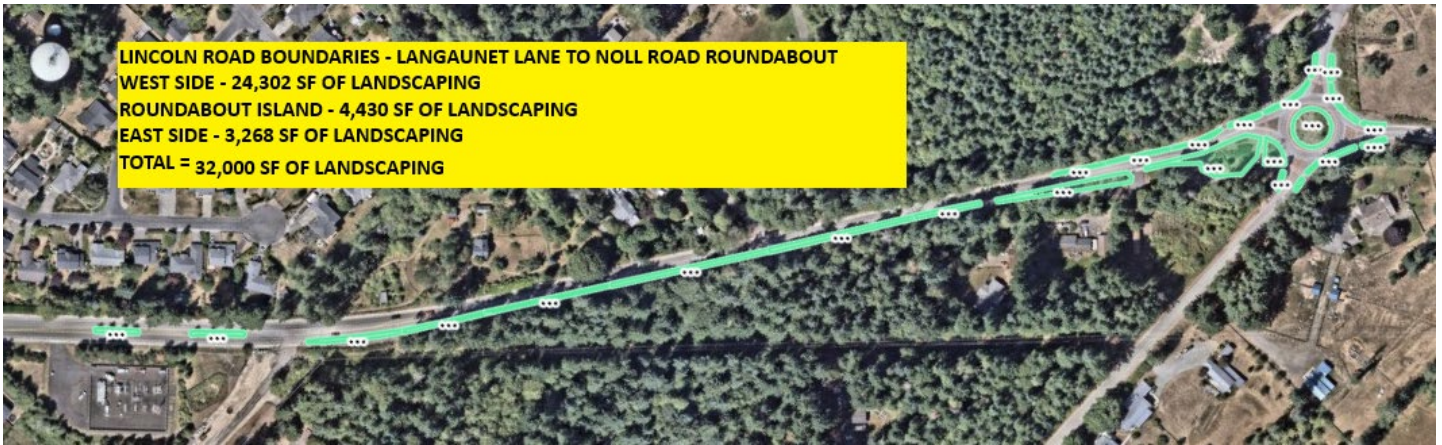 LINCOLN ROAD BOUNDARIES - LANGAUNET LANE TO NOLL ROAD ROUNDABOUT
WEST SIDE - 24,302 SF OF LANDSCAPING
ROUNDABOUT ISLAND - 4,430 SF OF LANDSCAPING
EAST SIDE - 3,268 SF OF LANDSCAPING
TOTAL = 32,000 SF OF LANDSCAPING